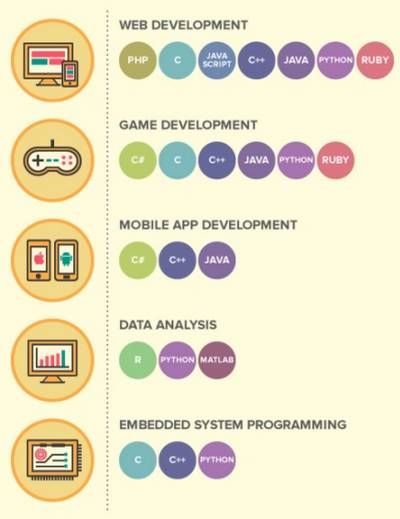 WEB DEVELOPMENT
PHP C JAVA SCRIPT C++ JAVA PYTHON RUBY
GAME DEVELOPMENT
C# C C++ JAVA PYTHON RUBY
MOBILE APP DEVELOPMENT
C# C++ JAVA
DATA ANALYSIS
R PYTHON MATLAB
EMBEDDED SYSTEM PROGRAMMING
C C++ PYTHON